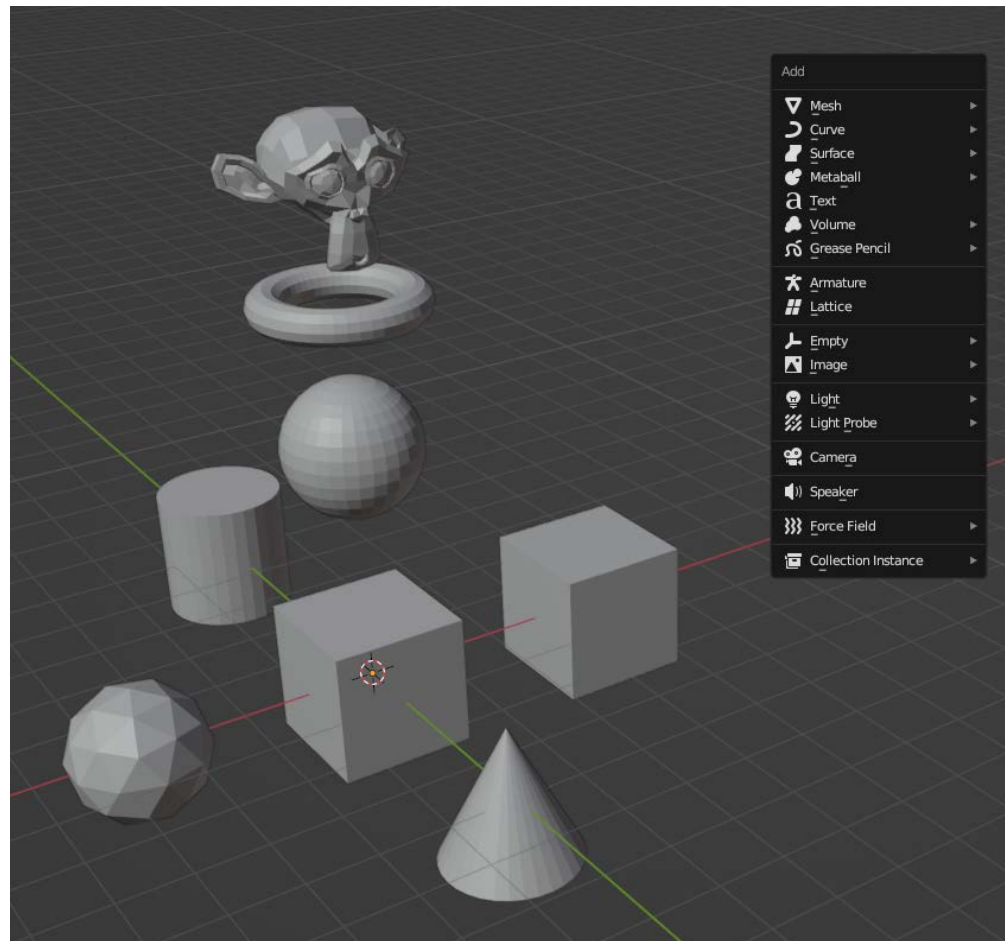 Add
Mesh
Curve
Surface
Metaball
Text
Volume
Grease Pencil
Armature
Lattice
Empty
Image
Light
Light Probe
Camera
Speaker
Force Field
Collection Instance